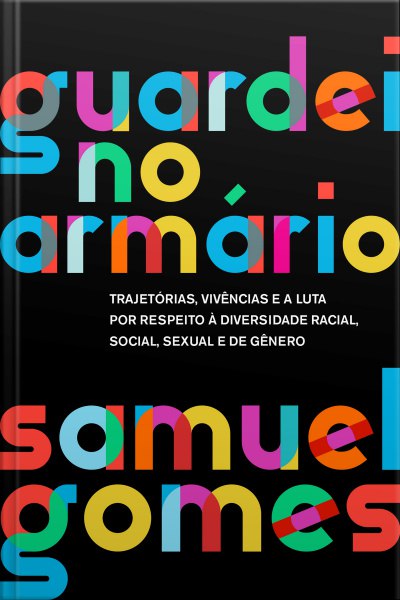 guardei
no
armário
TRAJETÓRIAS, VIVÊNCIAS E A LUTA
POR RESPEITO À DIVERSIDADE RACIAL,
SOCIAL, SEXUAL E DE GÊNERO
samuel
gomes